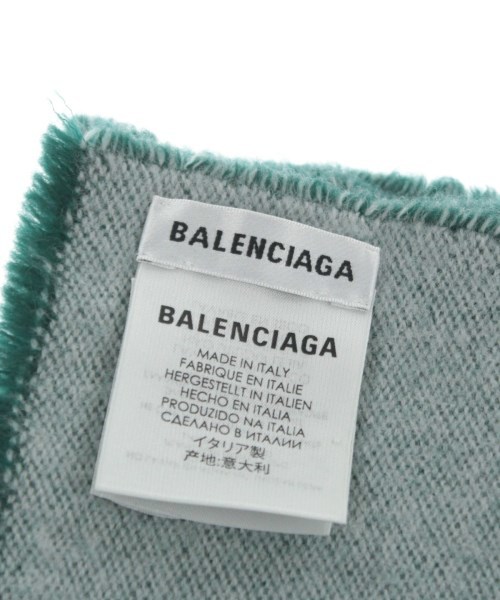 BALENCIAGA
BALENCIAGA
MADE IN ITALY
FABRIQUE EN ITALIE
HERGESTELLT IN ITALIEN
HECHO EN ITALIA
PRODUZIDO NA ITALIA
СДЕЛАНО В ИТАЛИИ
イタリア製
产地:意大利